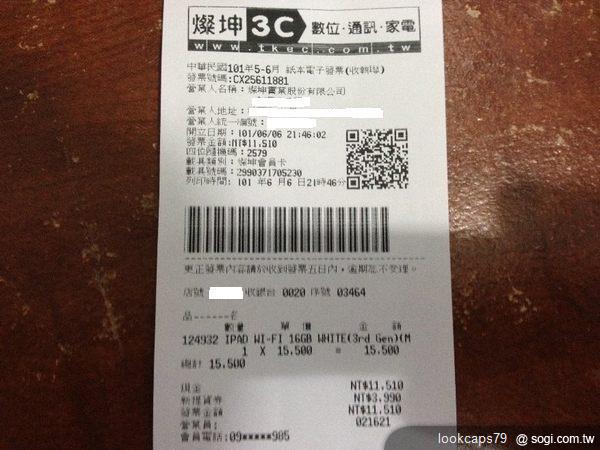 燦坤 3C 數位·通訊·家電
www.tkec.com.tw
中華民國101年5-6月 紙本電子發票(收執聯)
發票號碼:CX25611881
營業人名稱:燦坤實業股份有限公司
營業人地址:
營業人統一編號:
開立日期:101/06/06 21:46:02
發票金額:NT$11,510
四位隨機碼:2579
載具類別:燦坤會員卡
載具號碼:2990371705230
列印時間:101 年6 月6 日21時46分
更正發票內容請於收到發票五日內,逾期恕不受理。
店號 收銀台 0020 序號 03464
品------名
數量 單價 金額
124932 IPAD WI-FI 16GB WHITE(3rd Gen)(M
1 X 15,500 = 15,500
總計 15,500
現金 NT$11,510
新提貨券 NT$3,990
發票金額 NT$11,510
營業員: 021621
會員電話:09*****985
lookcaps79 @ sogi.com.tw